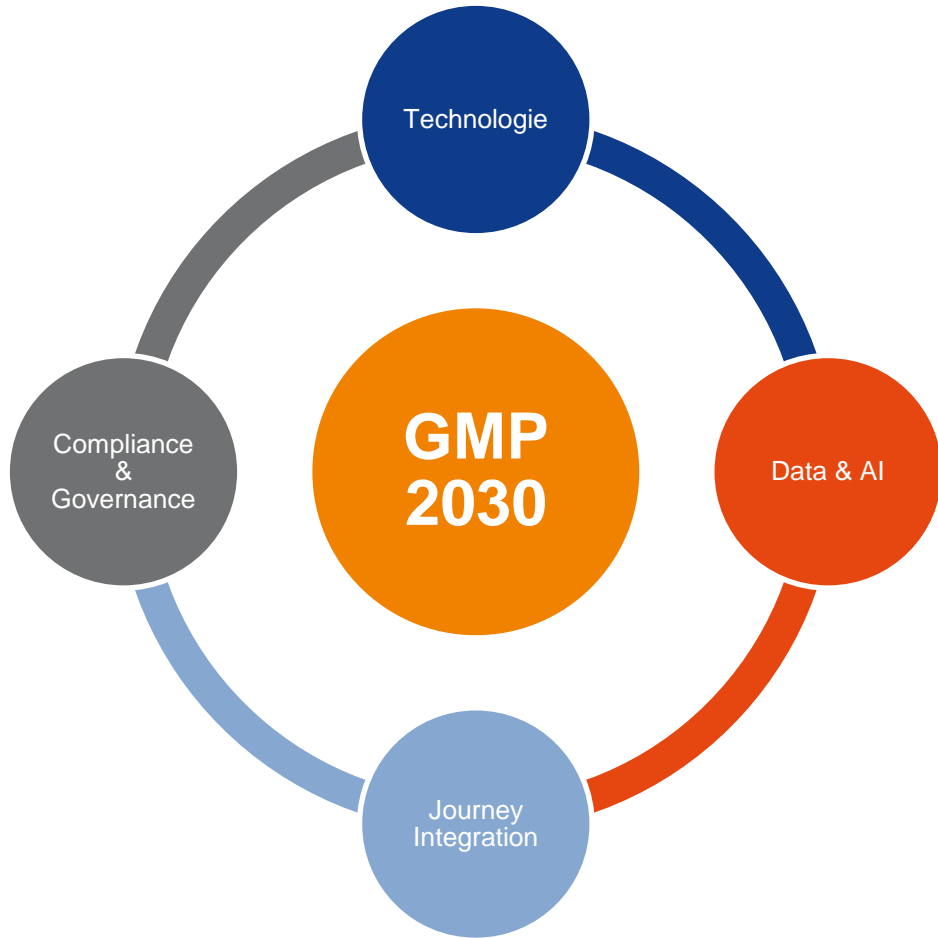 Technologie
Compliance
&
Governance
GMP
2030
Data & AI
Journey
Integration